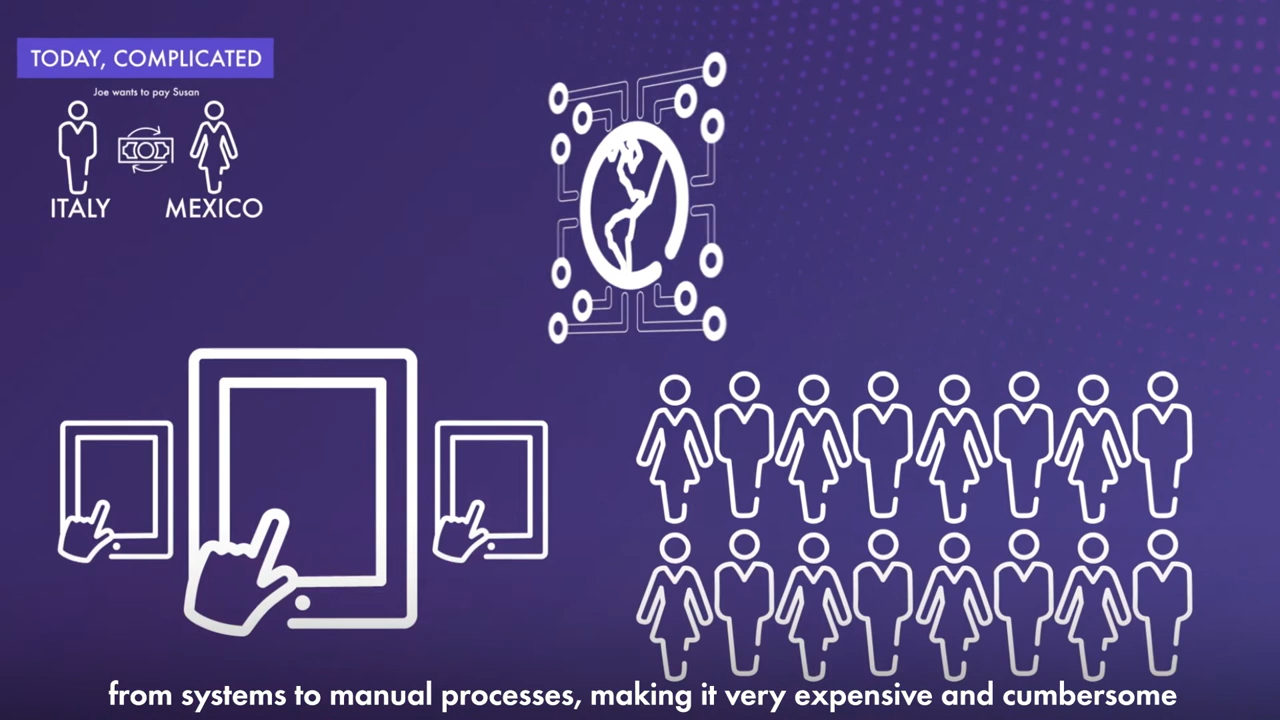 TODAY, COMPLICATED
Joe wants to pay Susan
ITALY
MEXICO
from systems to manual processes, making it very expensive and cumbersome